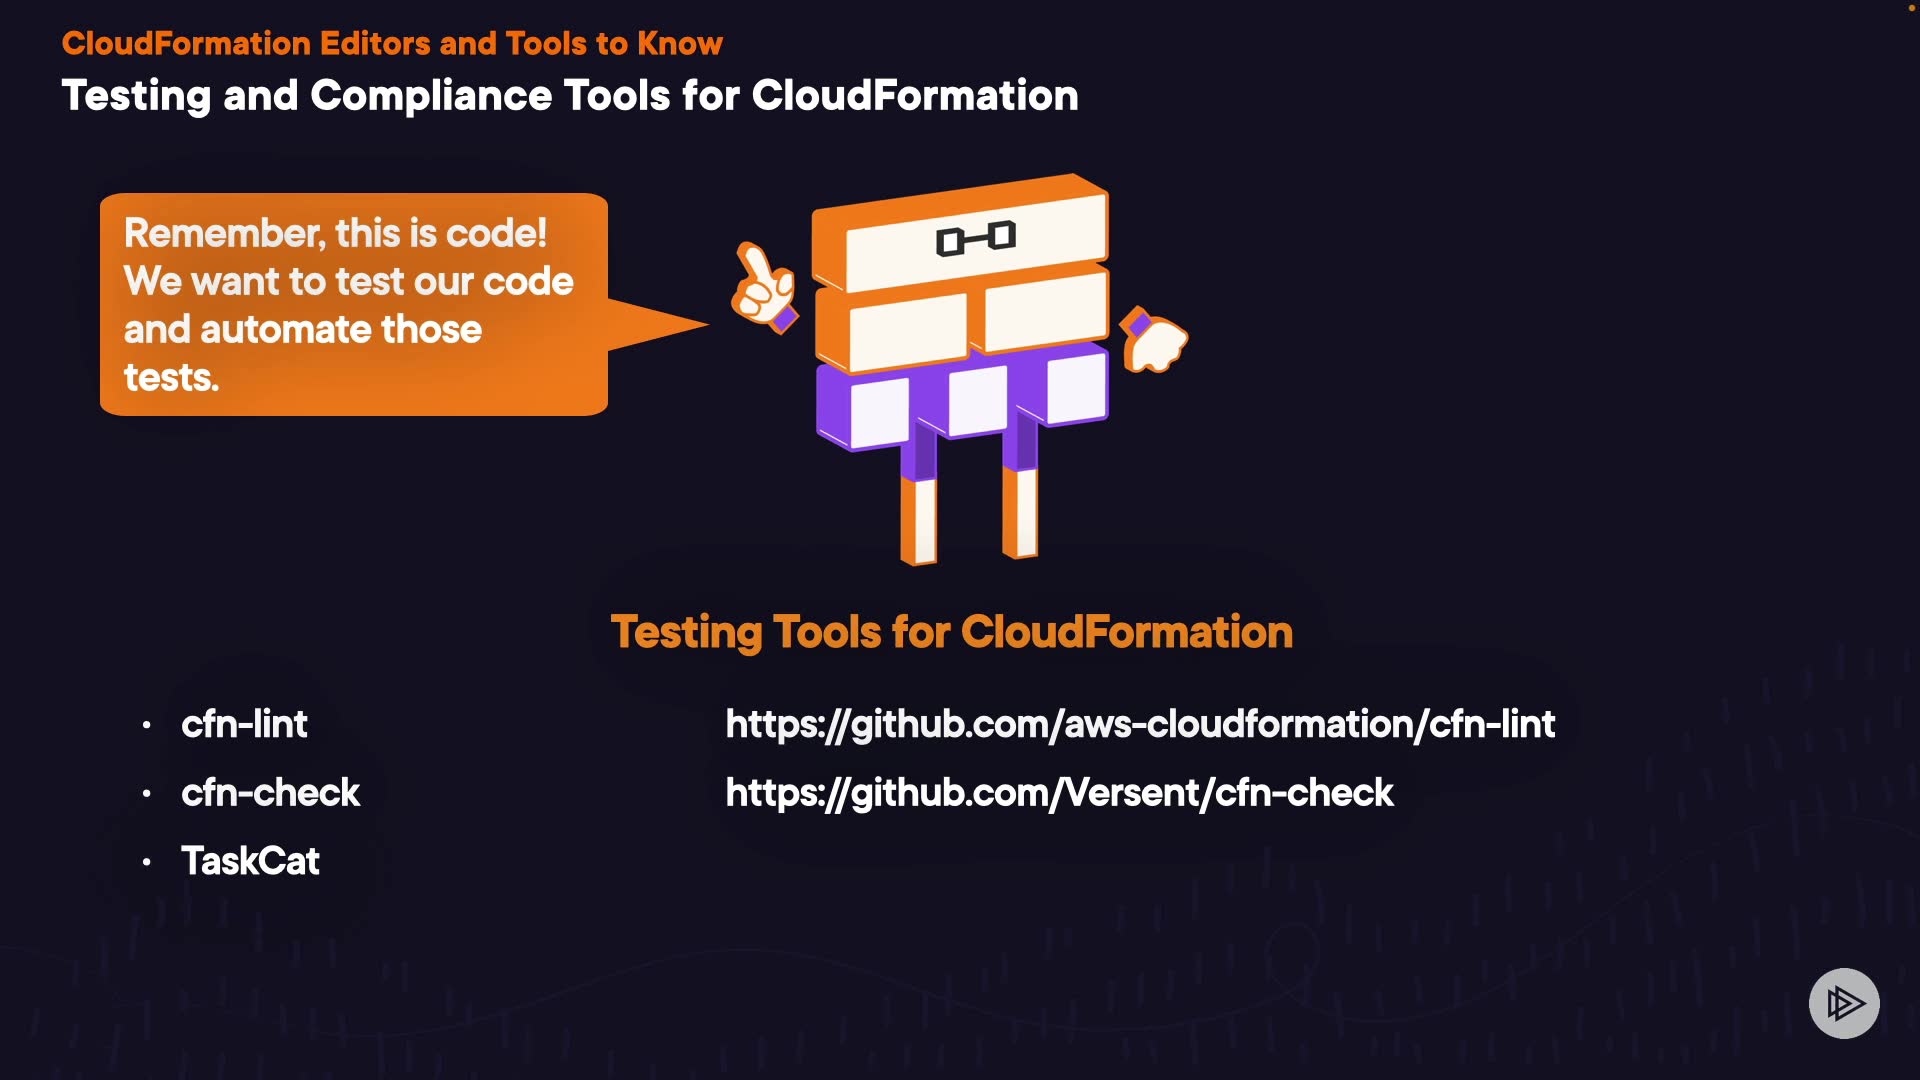 CloudFormation Editors and Tools to Know
Testing and Compliance Tools for CloudFormation
Remember, this is code!
We want to test our code
and automate those
tests.
Testing Tools for CloudFormation
• cfn-lint
https://github.com/aws-cloudformation/cfn-lint
• cfn-check
https://github.com/Versent/cfn-check
• TaskCat